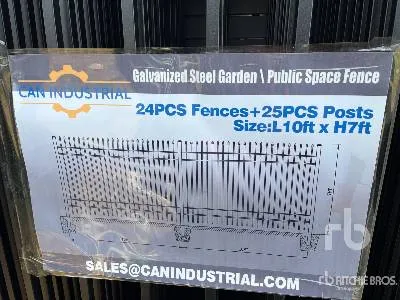 CAN INDUSTRIAL
Galvanized Steel Garden \ Public Space Fence
24PCS Fences+25PCS Posts
Size:L10ft x H7ft
SALES@CANINDUSTRIAL.COM
rb
RITCHIE BROS.